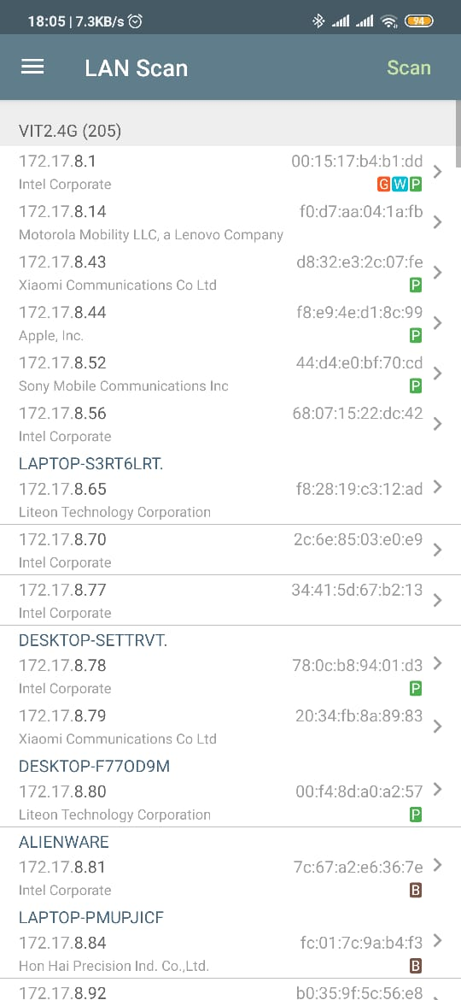 18:05 | 7.3KB/s 94
LAN Scan Scan
VIT2.4G (205)
172.17.8.1 00:15:17:b4:b1:dd
Intel Corporate G W P
172.17.8.14 f0:d7:aa:04:1a:fb
Motorola Mobility LLC, a Lenovo Company
172.17.8.43 d8:32:e3:2c:07:fe
Xiaomi Communications Co Ltd P
172.17.8.44 f8:e9:4e:d1:8c:99
Apple, Inc. P
172.17.8.52 44:d4:e0:bf:70:cd
Sony Mobile Communications Inc P
172.17.8.56 68:07:15:22:dc:42
Intel Corporate
LAPTOP-S3RT6LRT.
172.17.8.65 f8:28:19:c3:12:ad
Liteon Technology Corporation
172.17.8.70 2c:6e:85:03:e0:e9
Intel Corporate
172.17.8.77 34:41:5d:67:b2:13
Intel Corporate
DESKTOP-SETTRVT.
172.17.8.78 78:0c:b8:94:01:d3
Intel Corporate P
172.17.8.79 20:34:fb:8a:89:83
Xiaomi Communications Co Ltd
DESKTOP-F77OD9M
172.17.8.80 00:f4:8d:a0:a2:57
Liteon Technology Corporation P
ALIENWARE
172.17.8.81 7c:67:a2:e6:36:7e
Intel Corporate B
LAPTOP-PMUPJICF
172.17.8.84 fc:01:7c:9a:b4:f3
Hon Hai Precision Ind. Co.,Ltd. B
172.17.8.92 b0:35:9f:5c:56:e8